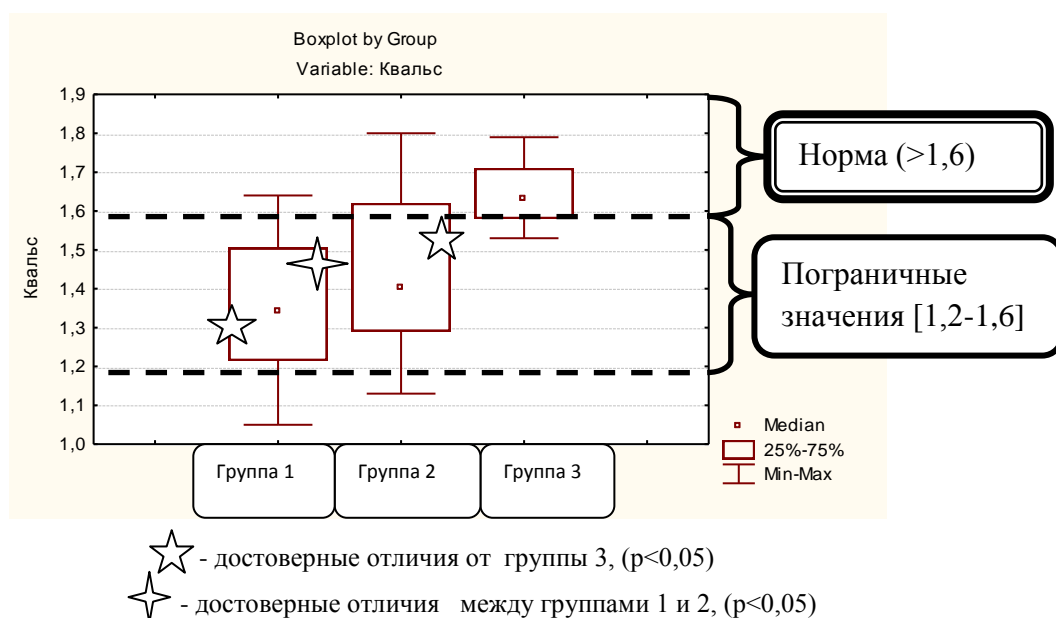 Boxplot by Group
Variable: Квальс
1,9
1,8
1,7
1,6
1,5
1,4
1,3
1,2
1,1
1,0
Квальс
Норма (>1,6)
Пограничные
значения [1,2-1,6]
Median
25%-75%
Min-Max
Группа 1
Группа 2
Группа 3
- достоверные отличия от группы 3, (p<0,05)
- достоверные отличия между группами 1 и 2, (p<0,05)